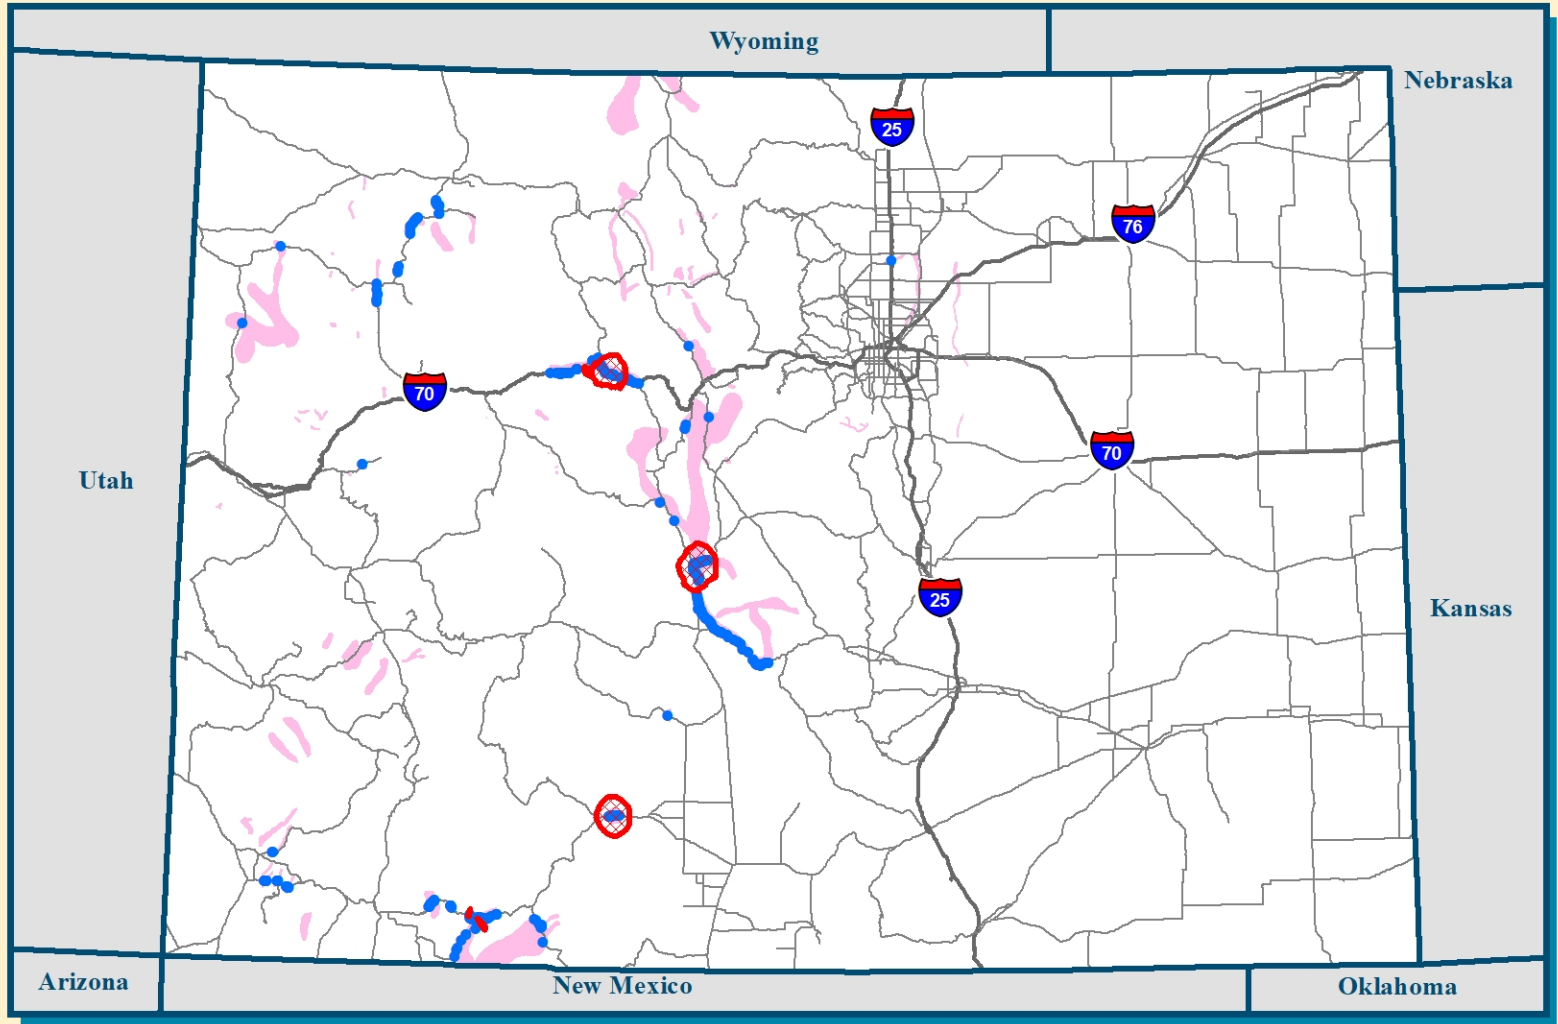 Wyoming
Nebraska
25
76
70
70
Utah
25
Kansas
Arizona
New Mexico
Oklahoma